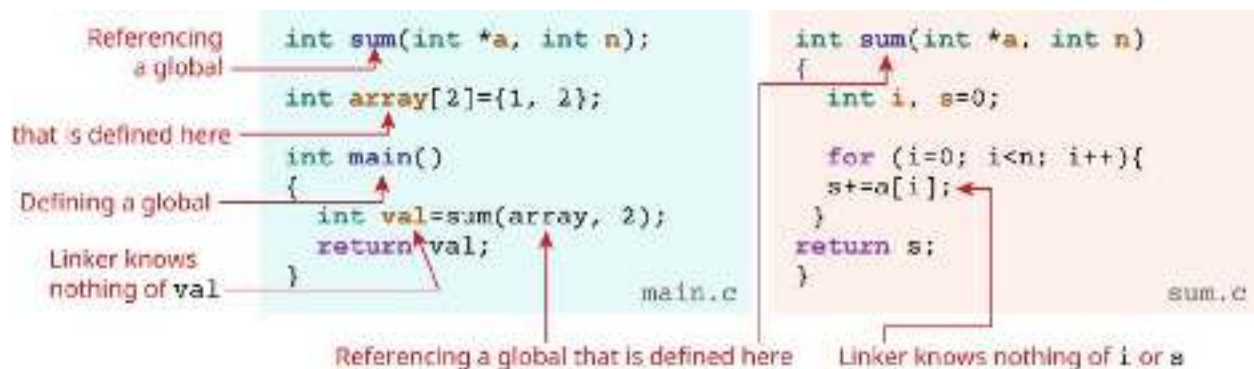 Referencing
a global
that is defined here
Defining a global
Linker knows
nothing of val
int sum(int *a, int n);
int array[2]={1, 2};
int main()
{
int val=sum(array, 2);
return val;
}
main.c
int sum(int *a, int n)
{
int i, s=0;
for (i=0; i<n; i++){
s+=a[i];
}
return s;
}
sum.c
Referencing a global that is defined here
Linker knows nothing of i or s